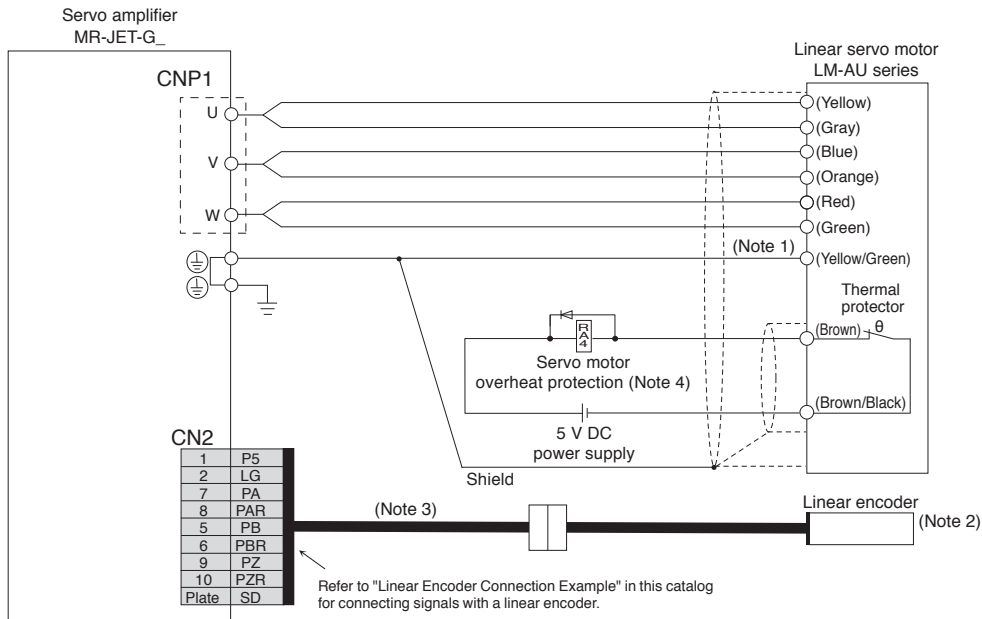 Servo amplifier
MR-JET-G_
Linear servo motor
LM-AU series
CNP1
U
V
W
(Yellow)
(Gray)
(Blue)
(Orange)
(Red)
(Green)
(Note 1)
(Yellow/Green)
Thermal
protector
(Brown) θ
RA4
Servo motor
overheat protection (Note 4)
(Brown/Black)
5 V DC
power supply
Shield
CN2
1 P5
2 LG
7 PA
8 PAR
5 PB
6 PBR
9 PZ
10 PZR
Plate SD
(Note 3)
Linear encoder
(Note 2)
Refer to "Linear Encoder Connection Example" in this catalog
for connecting signals with a linear encoder.